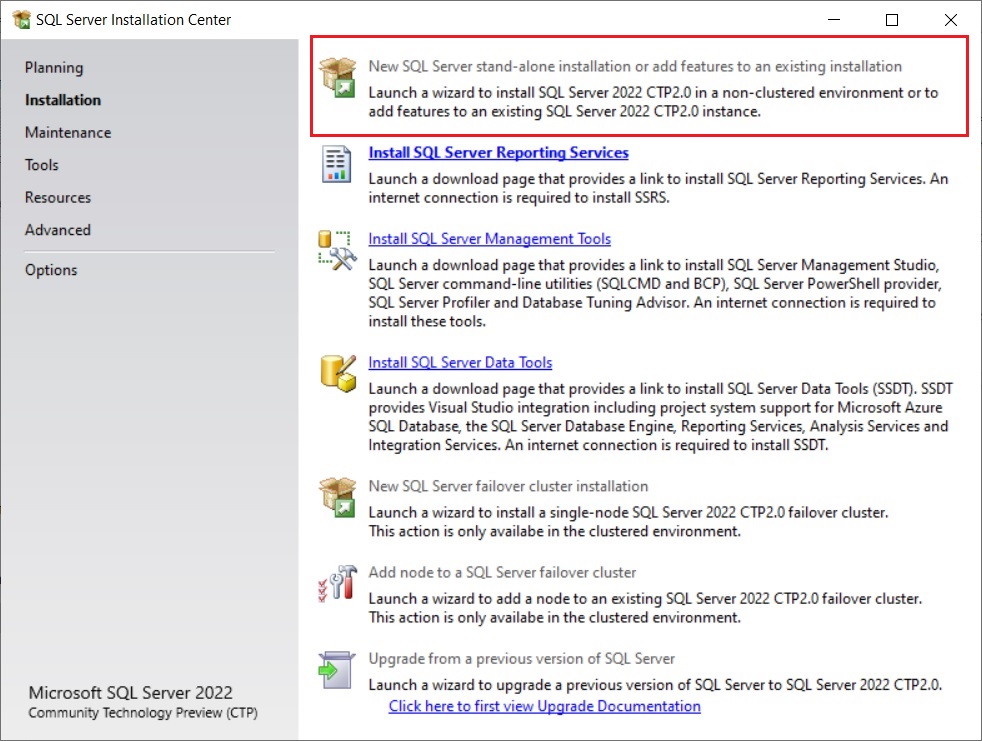 SQL Server Installation Center
Planning
Installation
Maintenance
Tools
Resources
Advanced
Options
Microsoft SQL Server 2022
Community Technology Preview (CTP)
New SQL Server stand-alone installation or add features to an existing installation
Launch a wizard to install SQL Server 2022 CTP2.0 in a non-clustered environment or to
add features to an existing SQL Server 2022 CTP2.0 instance.
Install SQL Server Reporting Services
Launch a download page that provides a link to install SQL Server Reporting Services. An
internet connection is required to install SSRS.
Install SQL Server Management Tools
Launch a download page that provides a link to install SQL Server Management Studio,
SQL Server command-line utilities (SQLCMD and BCP), SQL Server PowerShell provider,
SQL Server Profiler and Database Tuning Advisor. An internet connection is required to
install these tools.
Install SQL Server Data Tools
Launch a download page that provides a link to install SQL Server Data Tools (SSDT). SSDT
provides Visual Studio integration including project system support for Microsoft Azure
SQL Database, the SQL Server Database Engine, Reporting Services, Analysis Services and
Integration Services. An internet connection is required to install SSDT.
New SQL Server failover cluster installation
Launch a wizard to install a single-node SQL Server 2022 CTP2.0 failover cluster.
This action is only availabe in the clustered environment.
Add node to a SQL Server failover cluster
Launch a wizard to add a node to an existing SQL Server 2022 CTP2.0 failover cluster.
This action is only availabe in the clustered environment.
Upgrade from a previous version of SQL Server
Launch a wizard to upgrade a previous version of SQL Server to SQL Server 2022 CTP2.0.
Click here to first view Upgrade Documentation